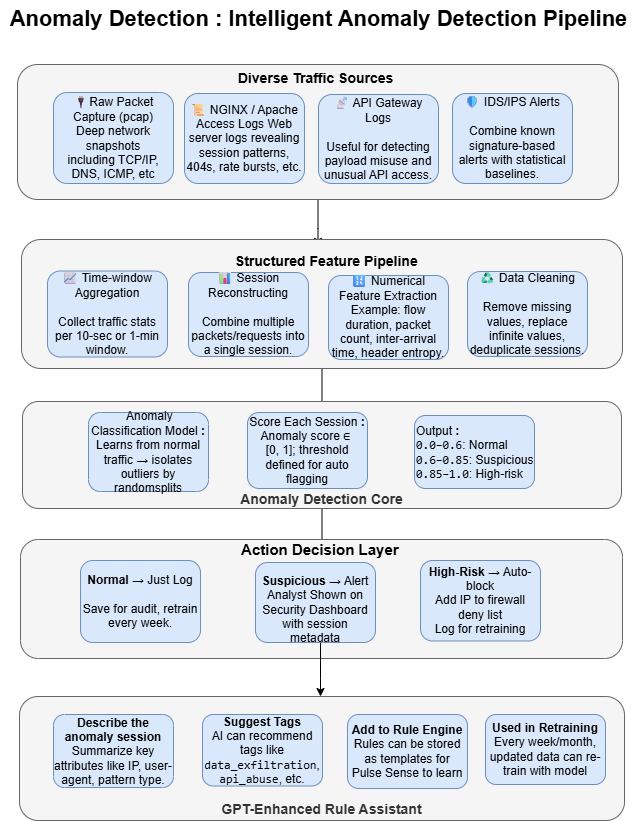 Anomaly Detection : Intelligent Anomaly Detection Pipeline
Diverse Traffic Sources
Raw Packet
Capture (pcap)
Deep network
snapshots
including TCP/IP,
DNS, ICMP, etc
NGINX / Apache
Access Logs Web
server logs revealing
session patterns,
404s, rate bursts, etc.
API Gateway
Logs
Useful for detecting
payload misuse and
unusual API access.
IDS/IPS Alerts
Combine known
signature-based
alerts with statistical
baselines.
Structured Feature Pipeline
Time-window
Aggregation
Collect traffic stats
per 10-sec or 1-min
window.
Session
Reconstructing
Combine multiple
packets/requests into
a single session.
Numerical
Feature Extraction
Example: flow
duration, packet
count, inter-arrival
time, header entropy.
Data Cleaning
Remove missing
values, replace
infinite values,
deduplicate sessions.
Anomaly
Classification Model :
Learns from normal
traffic → isolates
outliers by
randomsplits
Score Each Session :
Anomaly score ∈
[0, 1]; threshold
defined for auto
flagging
Output :
0.0–0.6: Normal
0.6–0.85: Suspicious
0.85–1.0: High-risk
Anomaly Detection Core
Action Decision Layer
Normal → Just Log
Save for audit, retrain
every week.
Suspicious → Alert
Analyst Shown on
Security Dashboard
with session
metadata
High-Risk → Auto-
block
Add IP to firewall
deny list
Log for retraining
Describe the
anomaly session
Summarize key
attributes like IP, user-
agent, pattern type.
Suggest Tags
AI can recommend
tags like
data_exfiltration,
api_abuse, etc.
Add to Rule Engine
Rules can be stored
as templates for
Pulse Sense to learn
Used in Retraining
Every week/month,
updated data can re-
train with model
GPT-Enhanced Rule Assistant